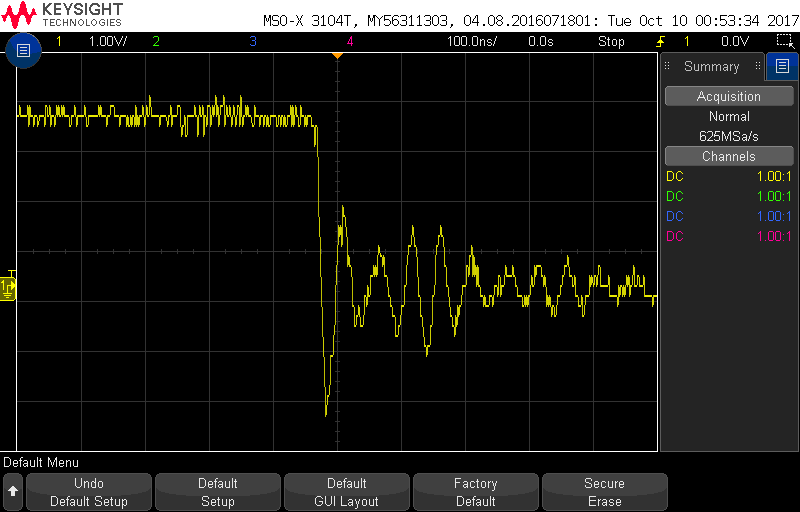 KEYSIGHT
TECHNOLOGIES
MSO-X 3104T, MY56311303, 04.08.2016071801: Tue Oct 10 00:53:34 2017
1 1.00V/ 2 3 4 100.0ns/ 0.0s Stop 1 0.0V
Summary
Acquisition
Normal
625MSa/s
Channels
DC 1.00:1
DC 1.00:1
DC 1.00:1
DC 1.00:1
T
1
Default Menu
Undo
Default Setup
Default
Setup
Default
GUI Layout
Factory
Default
Secure
Erase